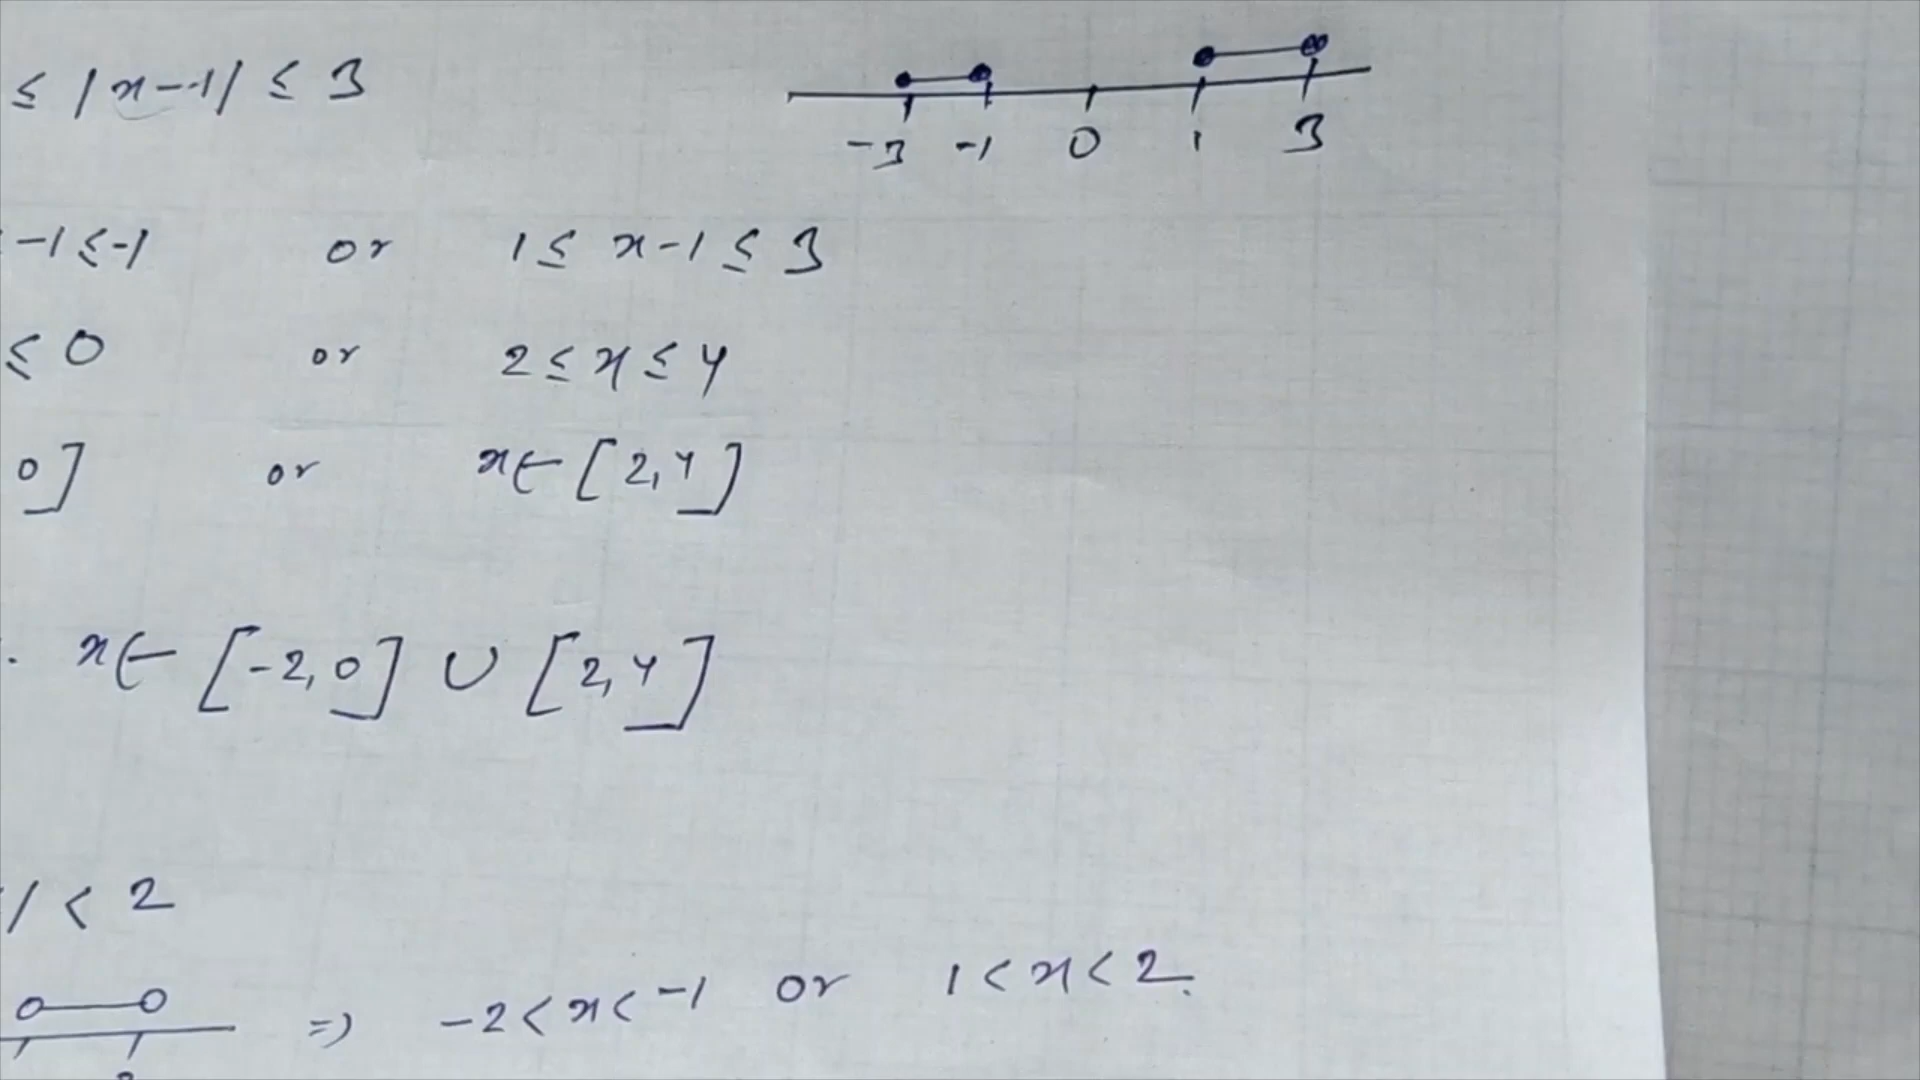 ≤ |x-1| ≤ 3
-3 -1 0 1 3
-1≤-1 or 1≤ x-1 ≤ 3
≤ 0 or 2≤x≤4
0] or x∈[2,4]
. x∈ [-2,0] ∪ [2,4]
| < 2
=> -2<x<-1 or 1<x<2.